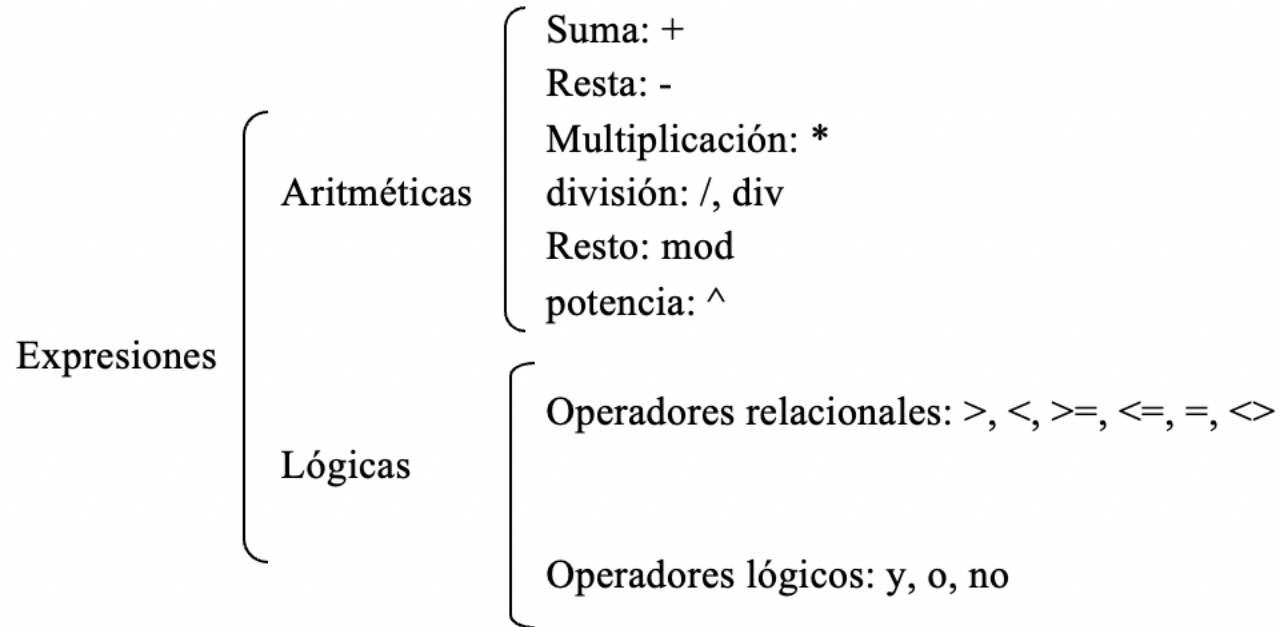 Expresiones
Aritméticas
Suma: +
Resta: -
Multiplicación: *
división: /, div
Resto: mod
potencia: ^
Lógicas
Operadores relacionales: >, <, >=, <=, =, <>
Operadores lógicos: y, o, no